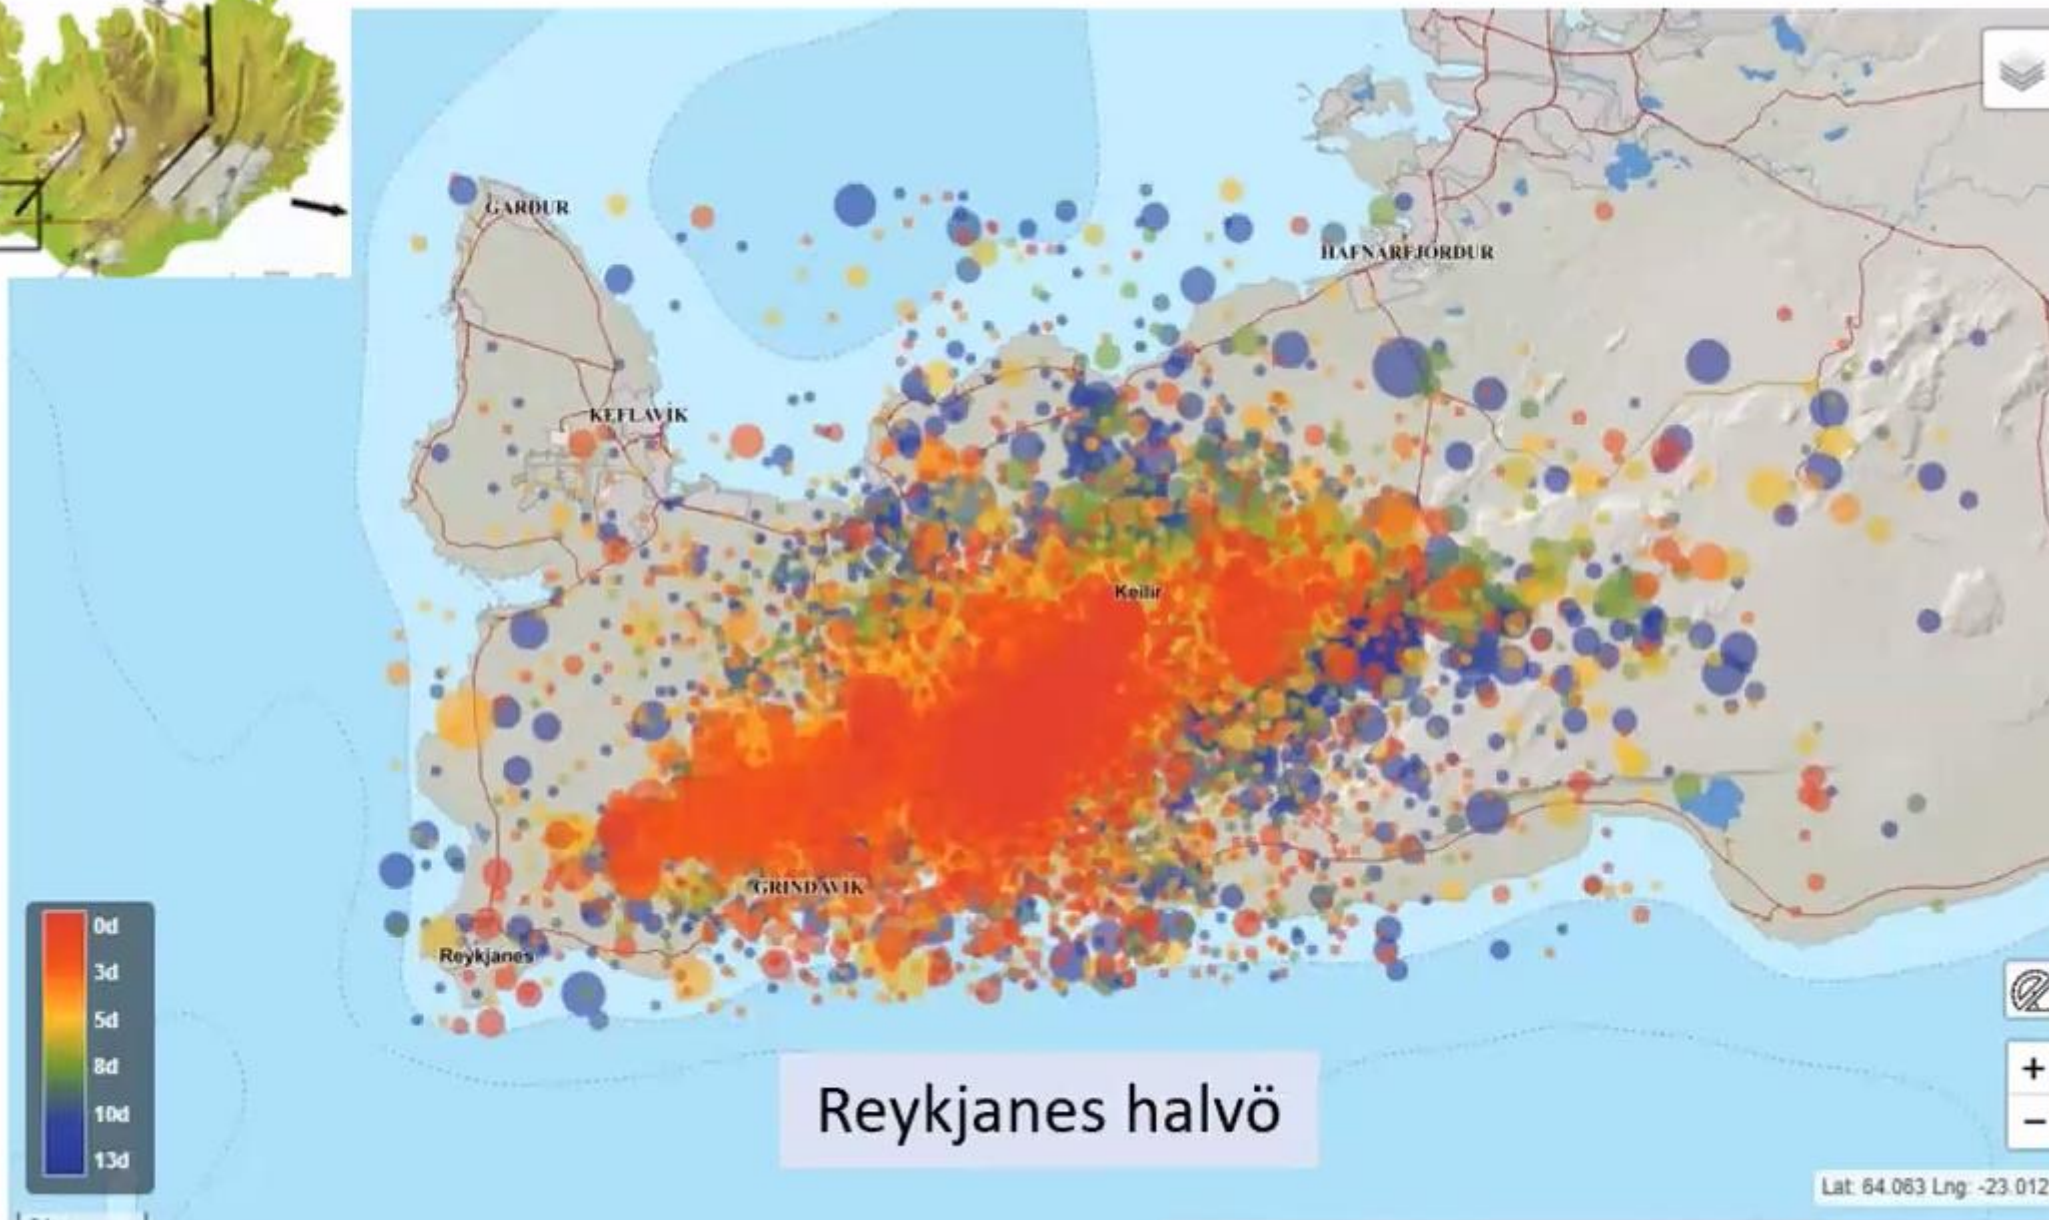 GARDUR
HAFNARFJORDUR
KEFLAVIK
Keilir
GRINDAVIK
Reykjanes
0d
3d
5d
8d
10d
13d
Reykjanes halvö
+
−
Lat: 64.063 Lng: -23.012